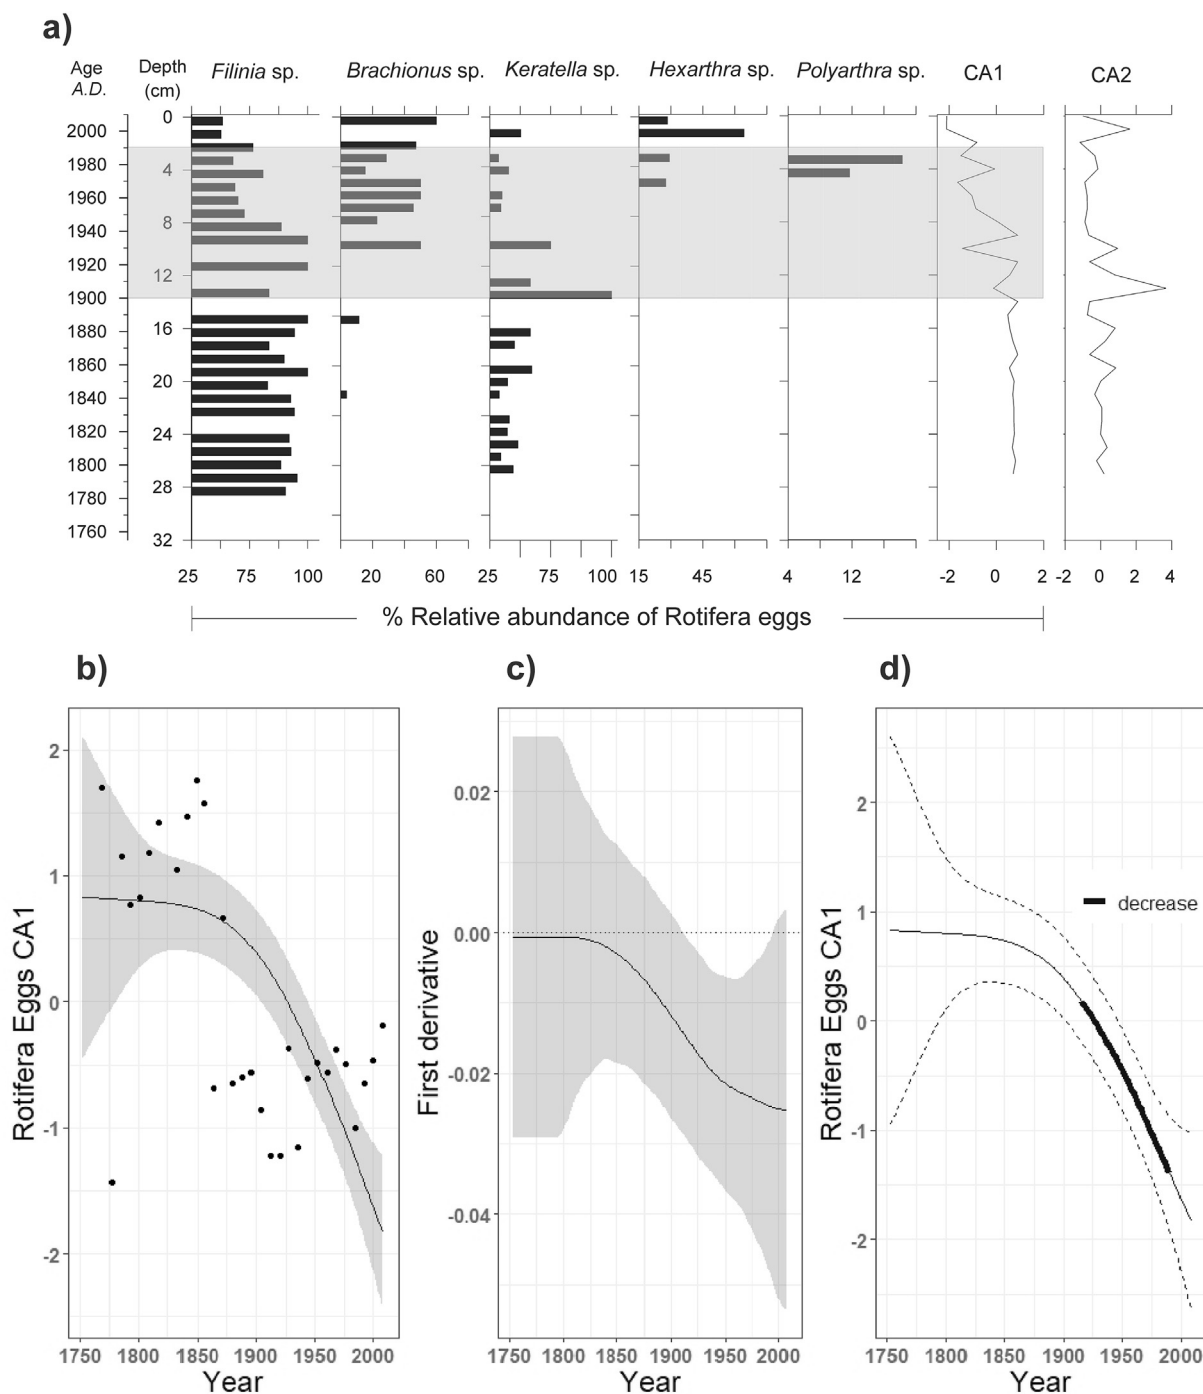 a)
Age A.D.
Depth (cm)
Filinia sp.
Brachionus sp.
Keratella sp.
Hexarthra sp.
Polyarthra sp.
CA1
CA2
2000
1980
1960
1940
1920
1900
1880
1860
1840
1820
1800
1780
1760
0
4
8
12
16
20
24
28
32
25 75 100
20 60
25 75 100
15 45
4 12
-2 0 2
-2 0 2 4
% Relative abundance of Rotifera eggs
b)
Rotifera Eggs CA1
2
1
0
-1
-2
1750 1800 1850 1900 1950 2000
Year
c)
First derivative
0.02
0.00
-0.02
-0.04
1750 1800 1850 1900 1950 2000
Year
d)
Rotifera Eggs CA1
2
1
0
-1
-2
decrease
1750 1800 1850 1900 1950 2000
Year